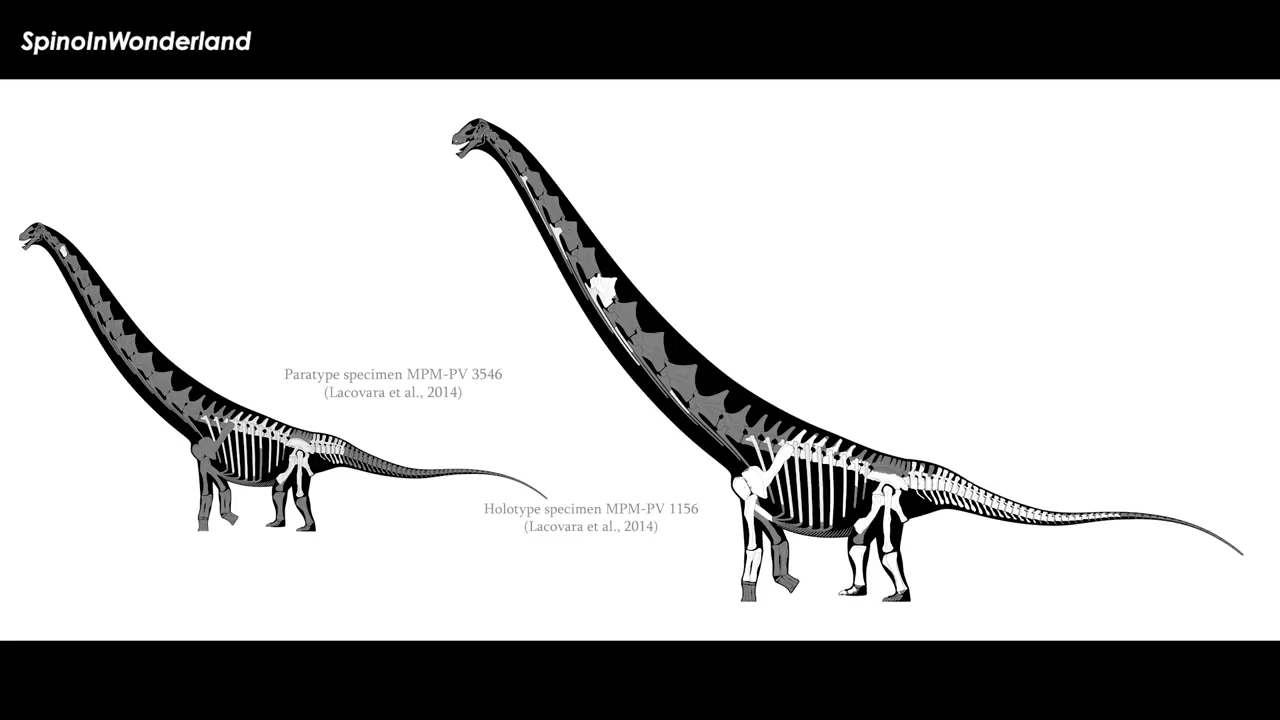 SpinoInWonderland
Paratype specimen MPM-PV 3546
(Lacovara et al., 2014)
Holotype specimen MPM-PV 1156
(Lacovara et al., 2014)